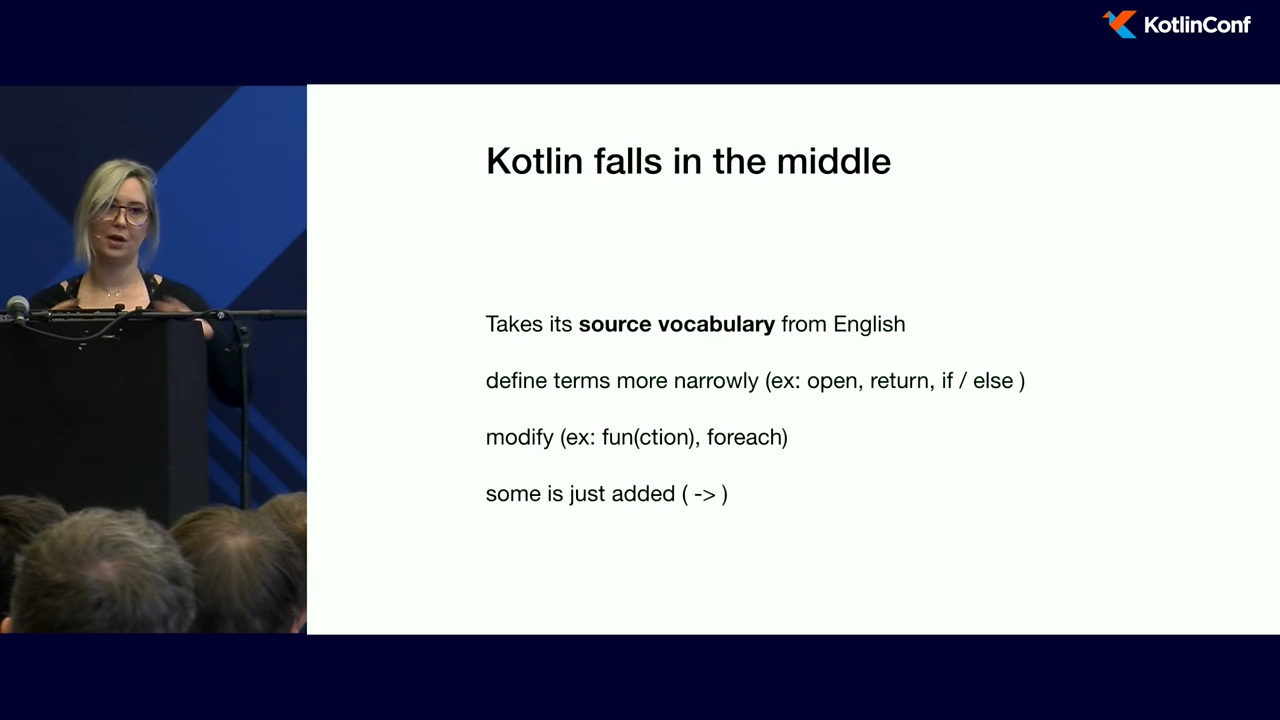 KotlinConf
Kotlin falls in the middle
Takes its source vocabulary from English
define terms more narrowly (ex: open, return, if / else )
modify (ex: fun(ction), foreach)
some is just added ( -> )